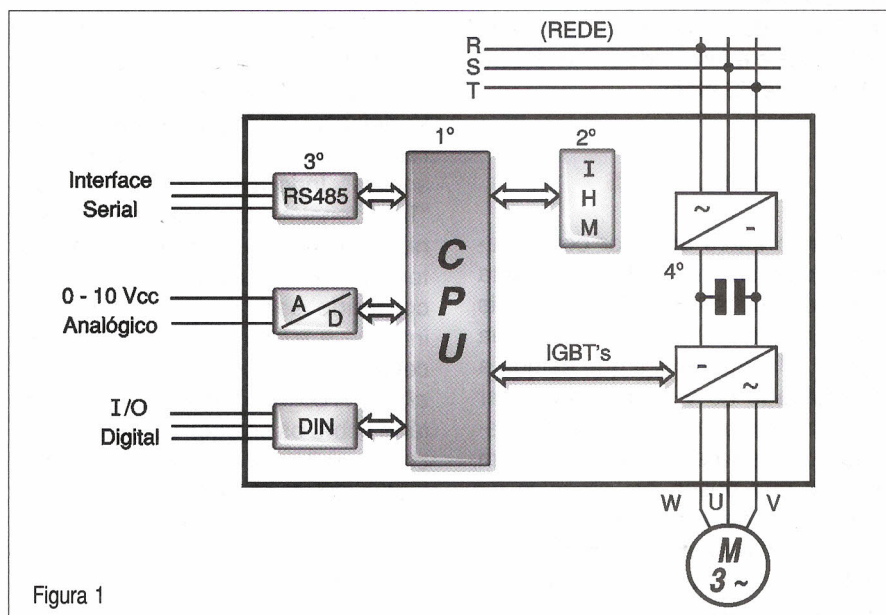 (REDE)
R
S
T
1º
2º
3º
Interface
Serial
RS485
I
H
M
C
P
U
4º
~
-
0 - 10 Vcc
Analógico
A
D
IGBT's
-
~
I/O
Digital
DIN
W U V
M
3 ~
Figura 1